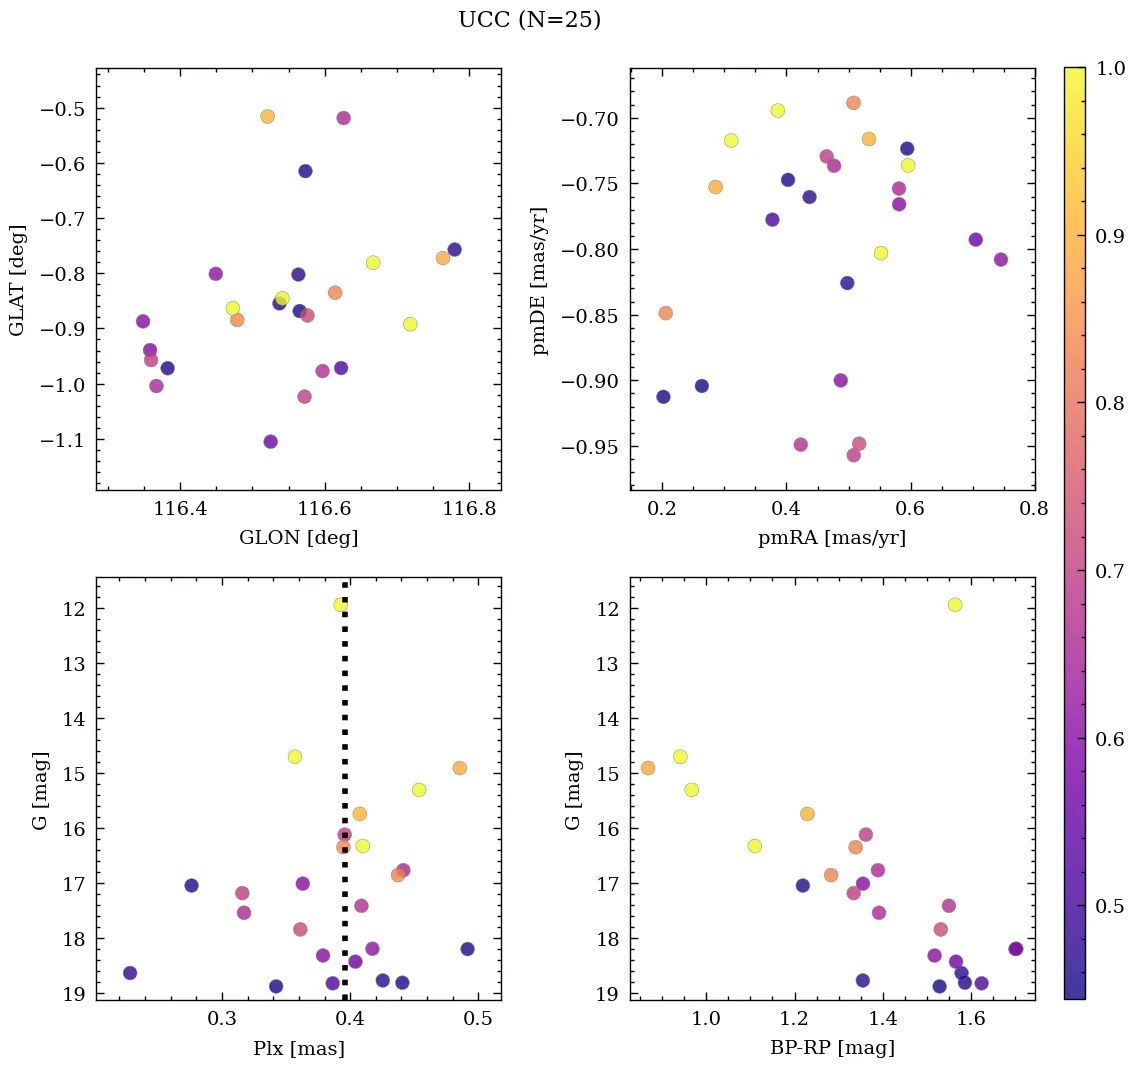 UCC (N=25)
−0.5
−0.6
−0.7
−0.8
−0.9
−1.0
−1.1
GLAT [deg]
116.4 116.6 116.8
GLON [deg]
−0.70
−0.75
−0.80
−0.85
−0.90
−0.95
pmDE [mas/yr]
0.2 0.4 0.6 0.8
pmRA [mas/yr]
12
13
14
15
16
17
18
19
G [mag]
0.3 0.4 0.5
Plx [mas]
12
13
14
15
16
17
18
19
G [mag]
1.0 1.2 1.4 1.6
BP-RP [mag]
1.0
0.9
0.8
0.7
0.6
0.5